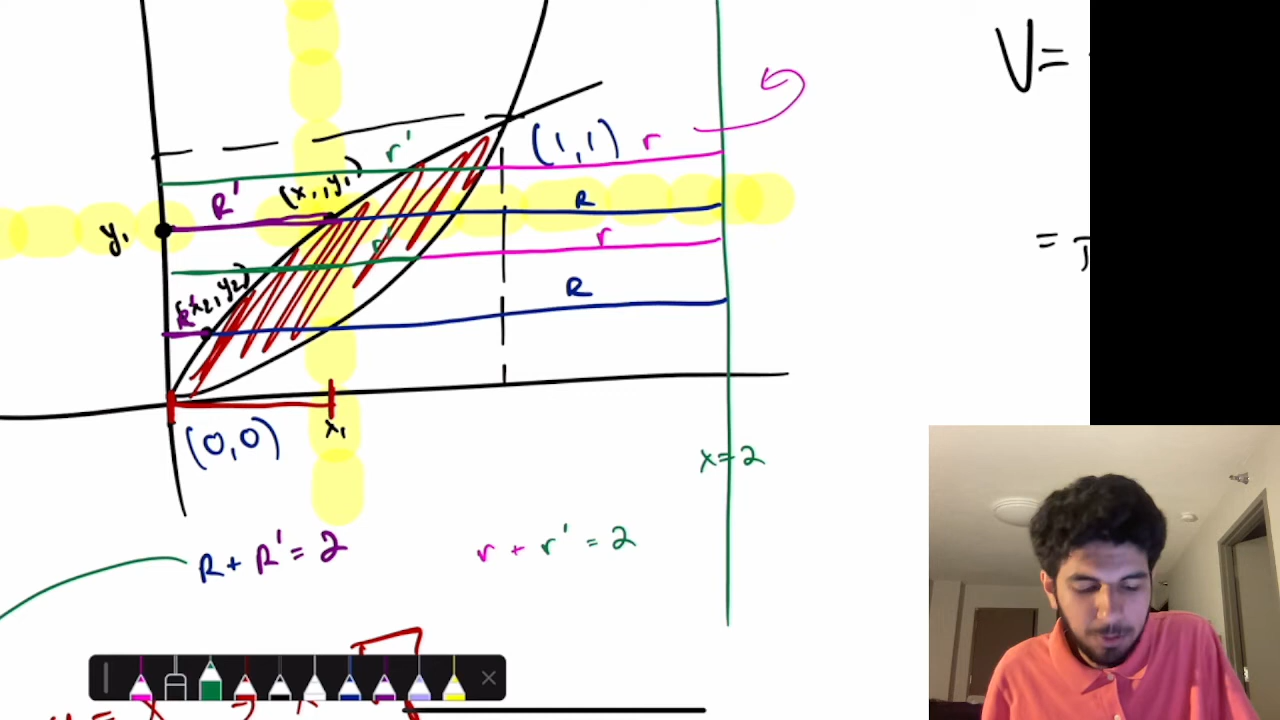 V=
r'
(1,1)
r
R'
(x₁,y₁)
R
y₁
r'
r
(x₂,y₂)
R'
R
x₁
(0,0)
x=2
R+R'=2
r+r'=2
=